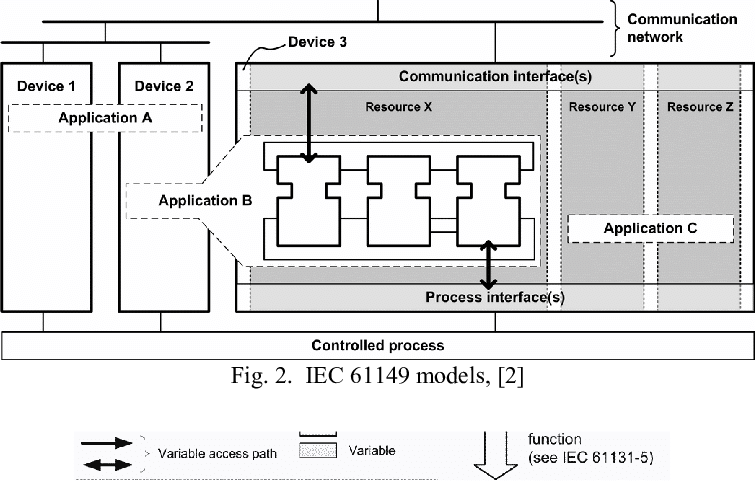 Communication
network
Device 3
Device 1
Device 2
Communication interface(s)
Application A
Resource X
Resource Y
Resource Z
Application B
Application C
Process interface(s)
Controlled process
Fig. 2. IEC 61149 models, [2]
Variable access path
Variable
function
(see IEC 61131-5)